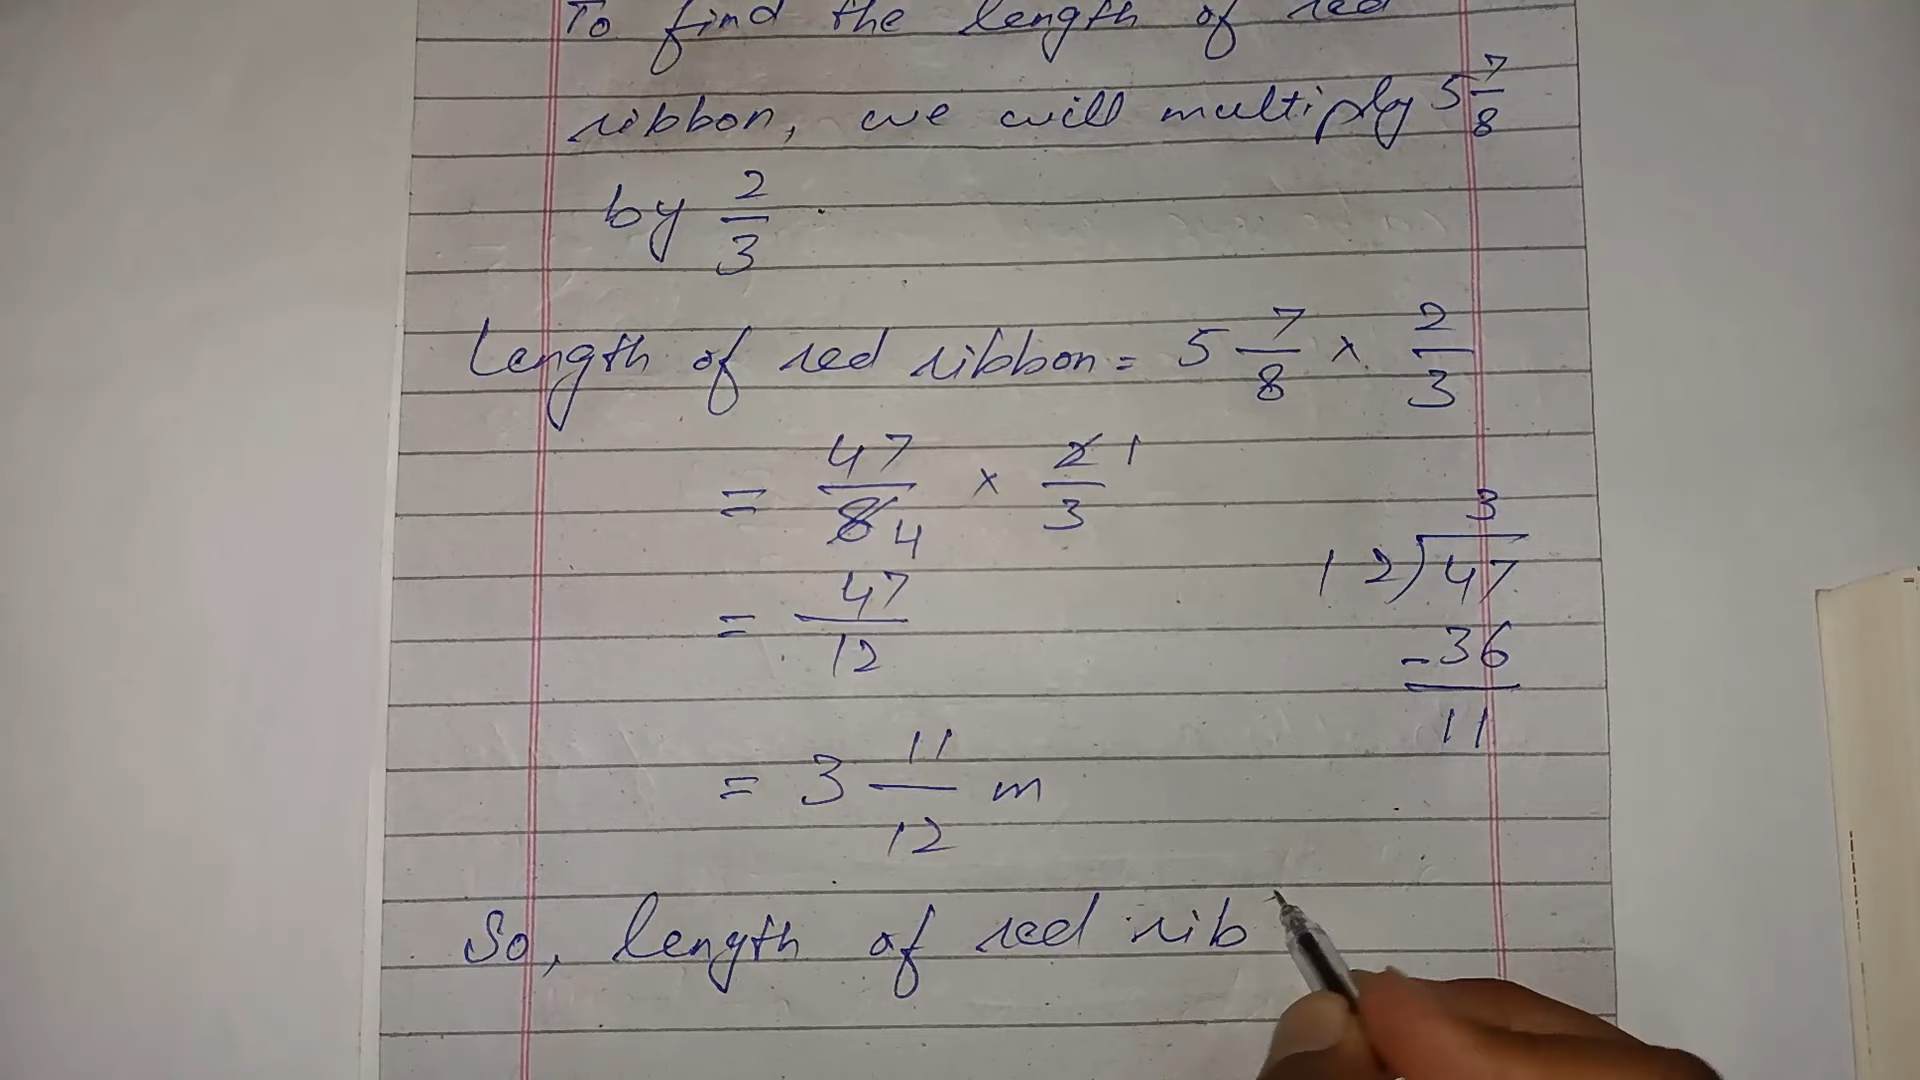 To find the length of red
ribbon, we will multiply 5 7/8
by 2/3
Length of red ribbon = 5 7/8 × 2/3
= 47/8 4 × 2/3 1
= 47/12
= 3 11/12 m
3
12)47
-36
11
So, length of red rib